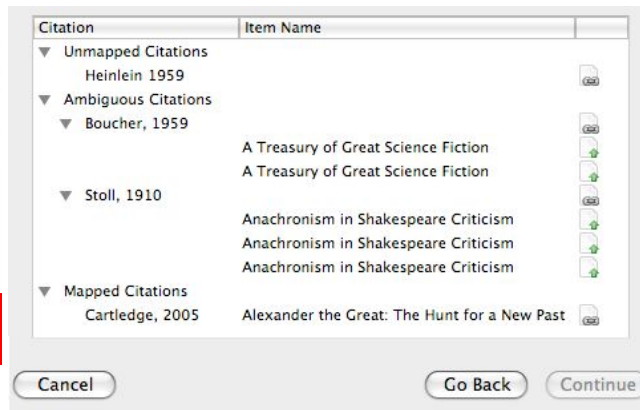 Citation Item Name
Unmapped Citations
Heinlein 1959
Ambiguous Citations
Boucher, 1959
A Treasury of Great Science Fiction
A Treasury of Great Science Fiction
Stoll, 1910
Anachronism in Shakespeare Criticism
Anachronism in Shakespeare Criticism
Anachronism in Shakespeare Criticism
Mapped Citations
Cartledge, 2005 Alexander the Great: The Hunt for a New Past
Cancel Go Back Continue